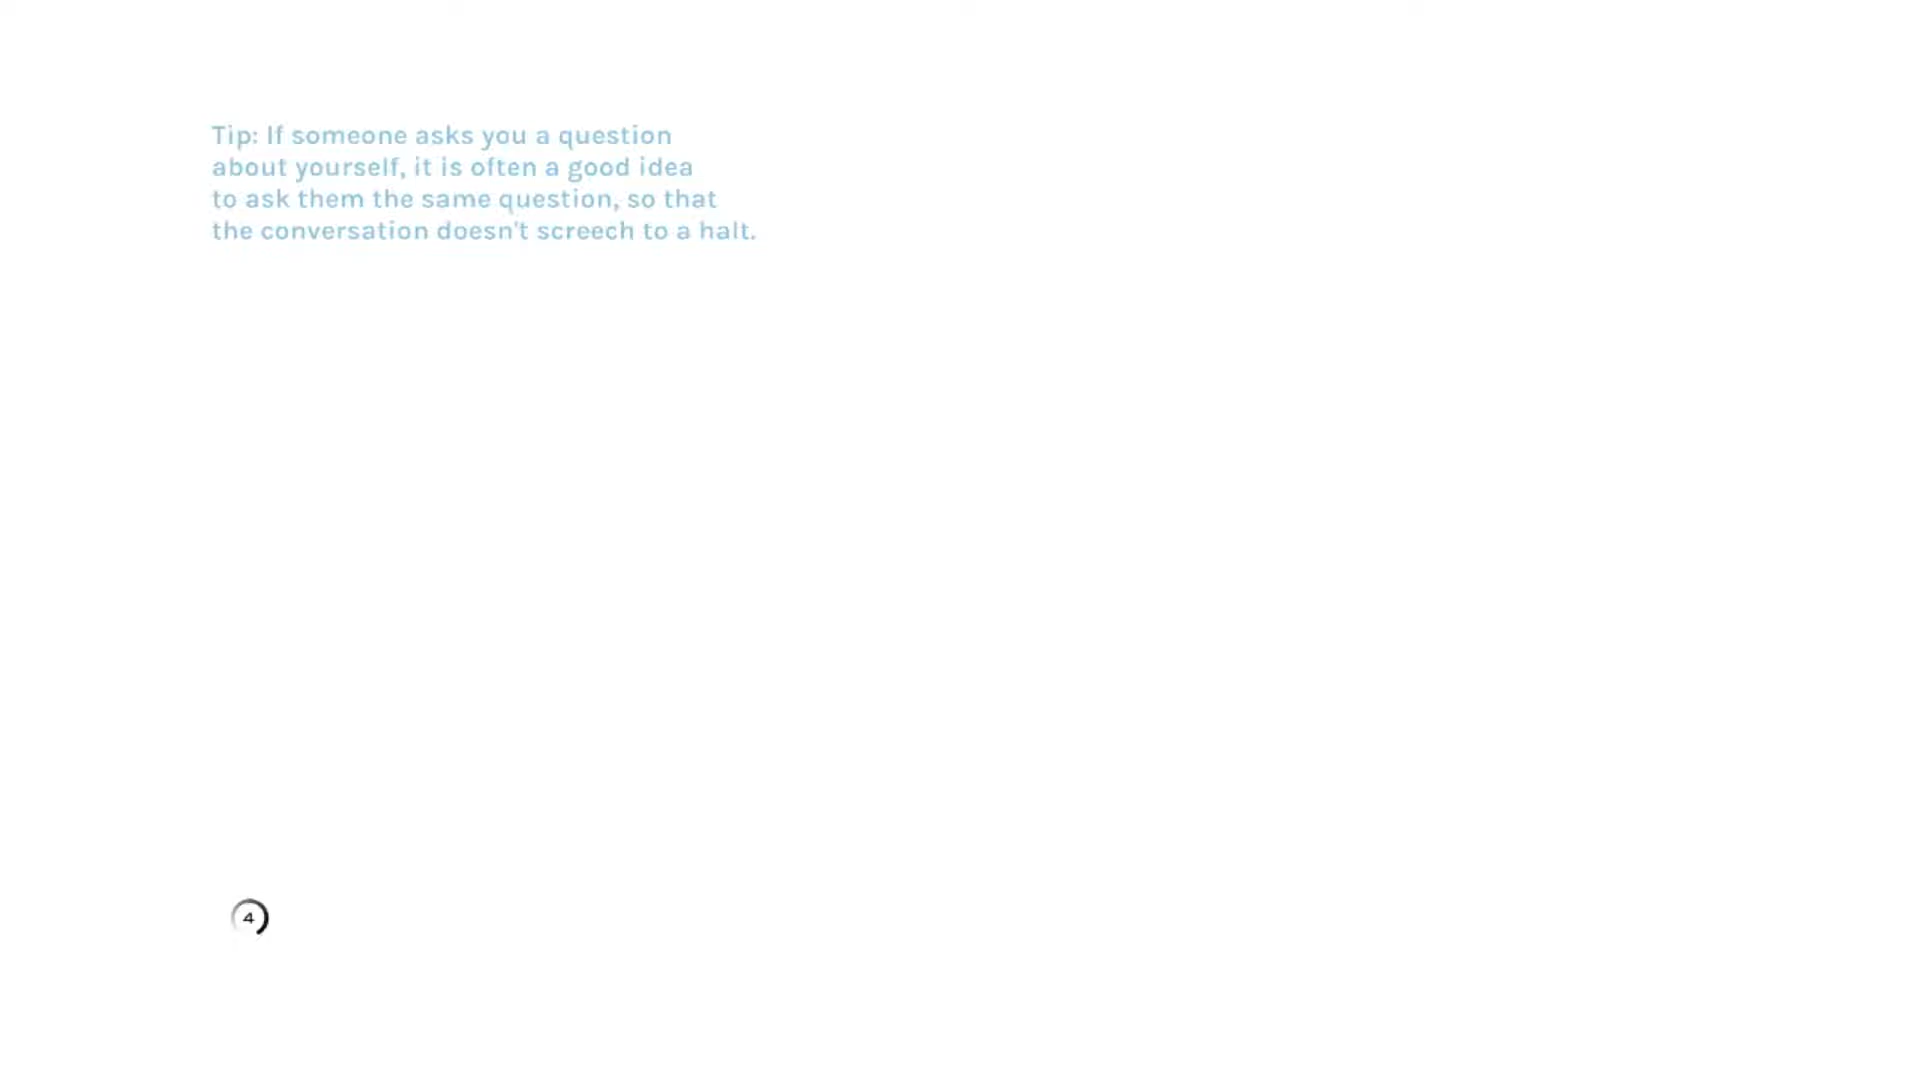 Tip: If someone asks you a question
about yourself, it is often a good idea
to ask them the same question, so that
the conversation doesn't screech to a halt.
4